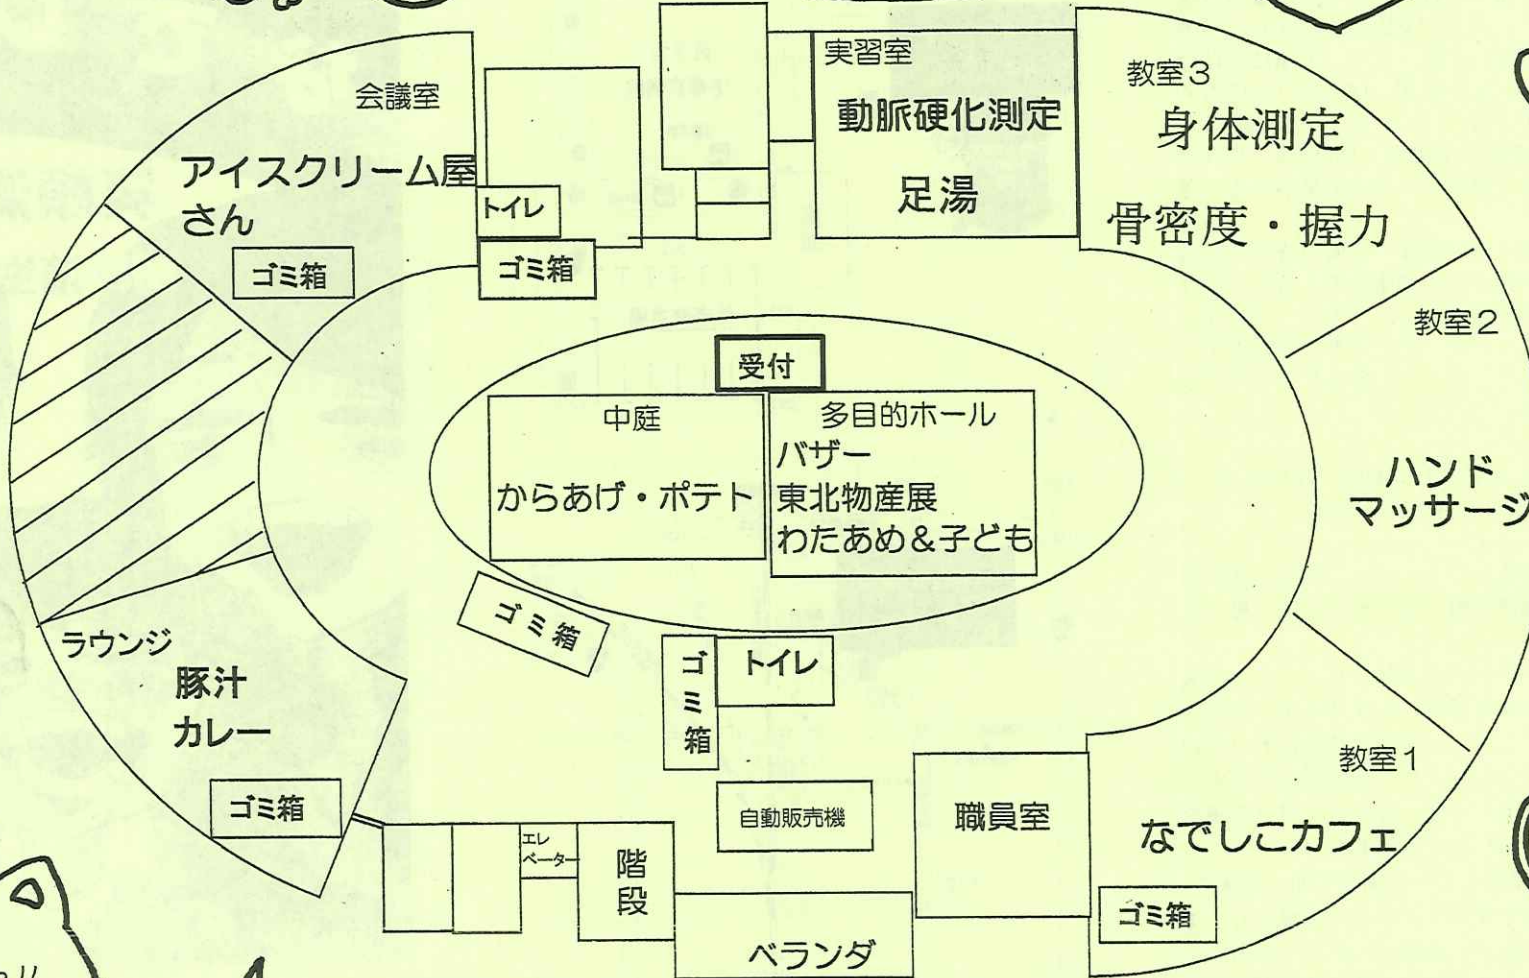 会議室
アイスクリーム屋
さん
ゴミ箱
トイレ
ゴミ箱
実習室
動脈硬化測定
足湯
教室3
身体測定
骨密度・握力
教室2
ハンド
マッサージ
受付
中庭
からあげ・ポテト
多目的ホール
バザー
東北物産展
わたあめ&子ども
ゴミ箱
ゴミ箱
トイレ
ラウンジ
豚汁
カレー
ゴミ箱
エレ
ベーター
階段
自動販売機
職員室
ベランダ
教室1
なでしこカフェ
ゴミ箱